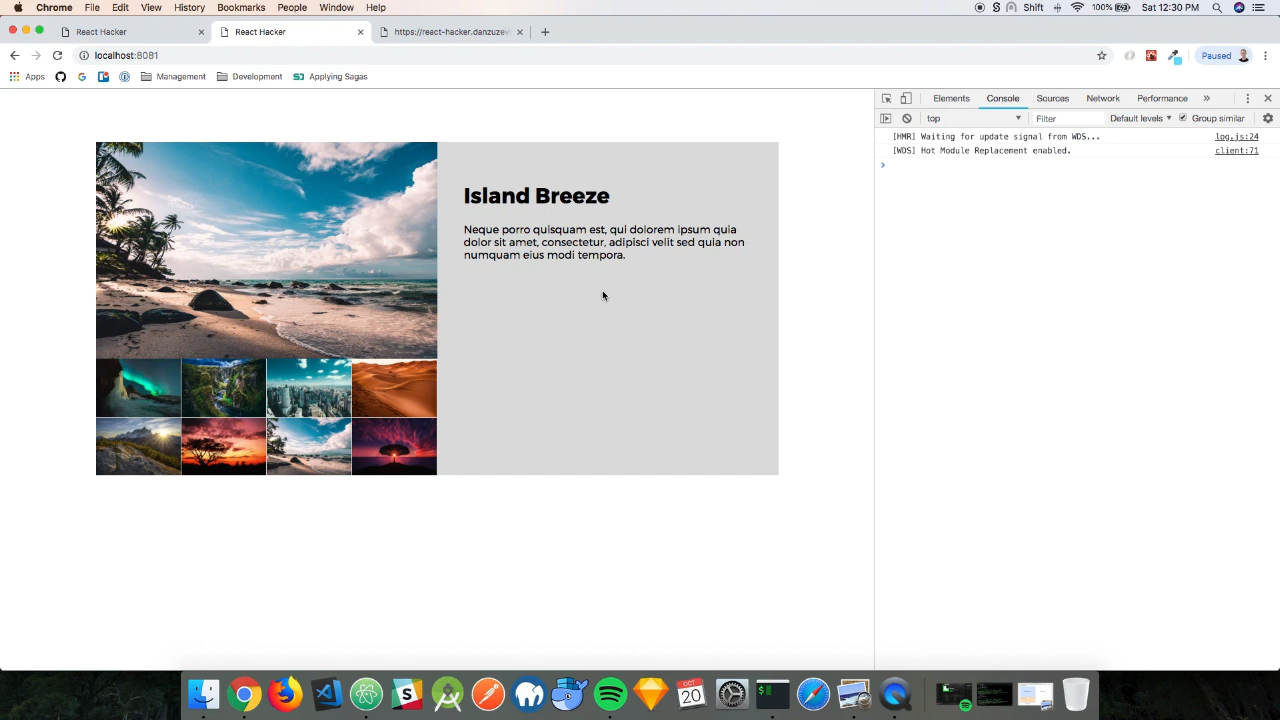 Chrome File Edit View History Bookmarks People Window Help Shift 100% Sat 12:30 PM
React Hacker React Hacker https://react-hacker.danzuzevi
localhost:8081 Paused
Apps Management Development Applying Sagas
Elements Console Sources Network Performance
top Filter Default levels Group similar
[HMR] Waiting for update signal from WDS... log.js:24
[WDS] Hot Module Replacement enabled. client:71
Island Breeze
Neque porro quisquam est, qui dolorem ipsum quia
dolor sit amet, consectetur, adipisci velit sed quia non
numquam eius modi tempora.
OCT
20